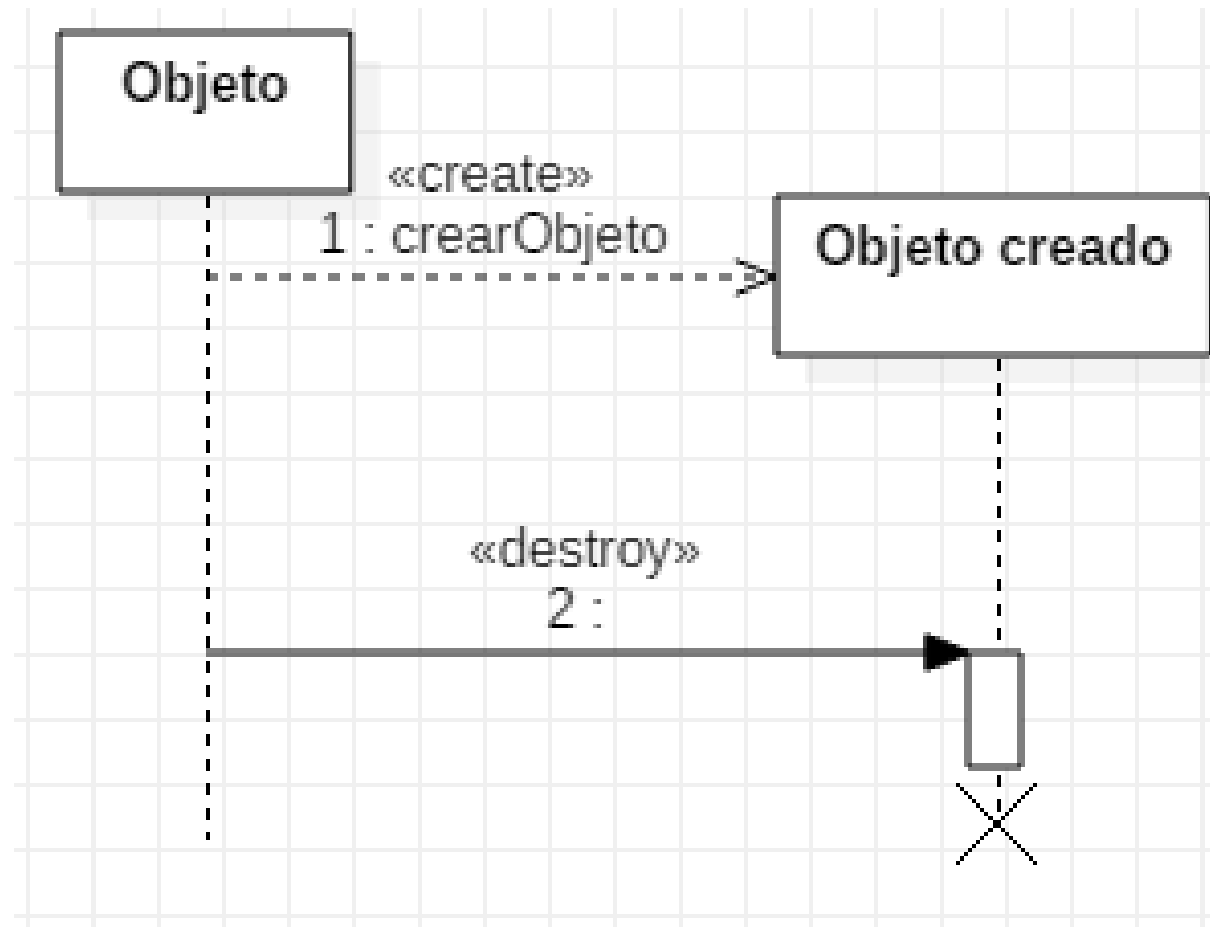 Objeto
«create»
1 : crearObjeto
Objeto creado
«destroy»
2 :